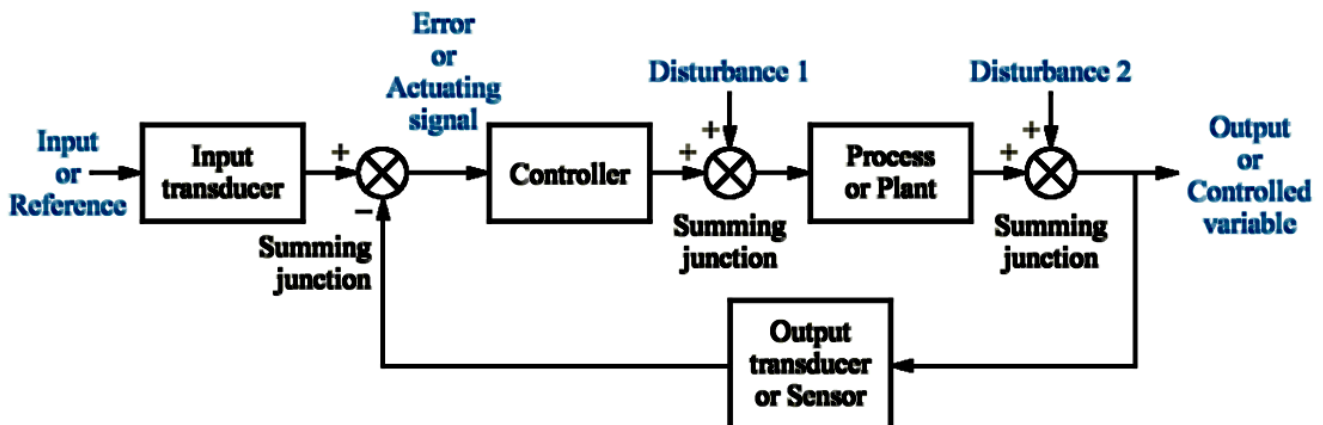 Error
or
Actuating
signal
Disturbance 1
Disturbance 2
Input
or
Reference
Input
transducer
+
−
Summing
junction
Controller
+
+
Summing
junction
Process
or Plant
+
+
Summing
junction
Output
or
Controlled
variable
Output
transducer
or Sensor